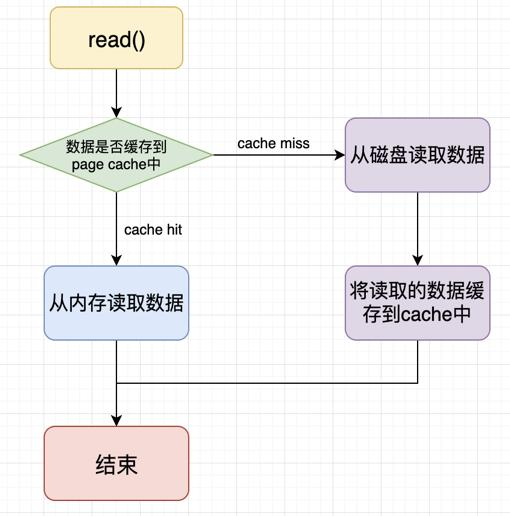 read()
数据是否缓存到
page cache中
cache miss
从磁盘读取数据
cache hit
从内存读取数据
将读取的数据缓
存到cache中
结束